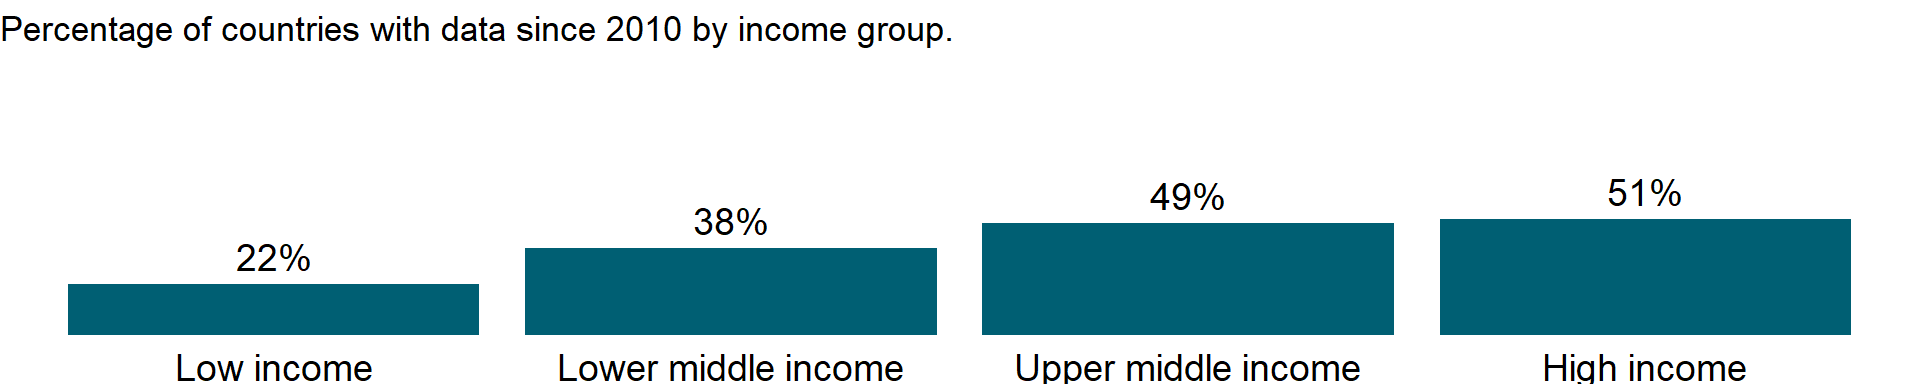 Percentage of countries with data since 2010 by income group.
51%
49%
38%
22%
Low income
Lower middle income
Upper middle income
High income